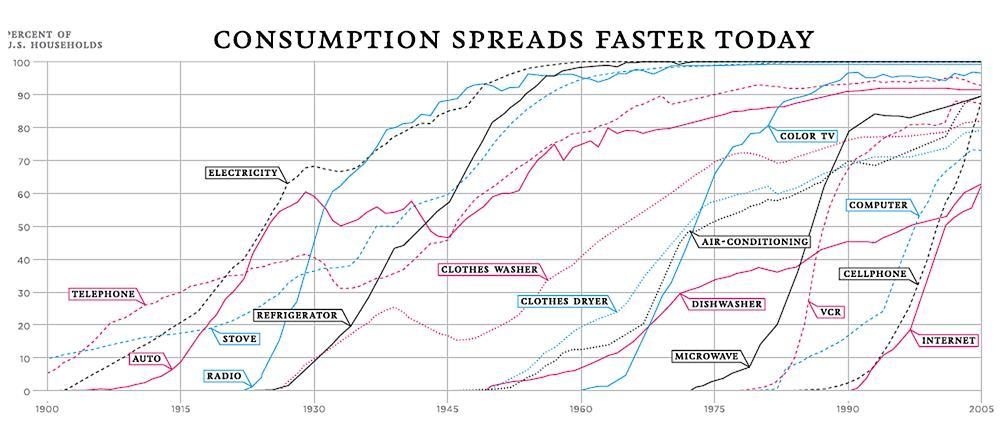 PERCENT OF
U.S. HOUSEHOLDS
CONSUMPTION SPREADS FASTER TODAY
100
90
80
70
60
50
40
30
20
10
0
ELECTRICITY
TELEPHONE
AUTO
STOVE
RADIO
REFRIGERATOR
CLOTHES WASHER
CLOTHES DRYER
COLOR TV
AIR-CONDITIONING
DISHWASHER
MICROWAVE
COMPUTER
CELLPHONE
VCR
INTERNET
1900
1915
1930
1945
1960
1975
1990
2005